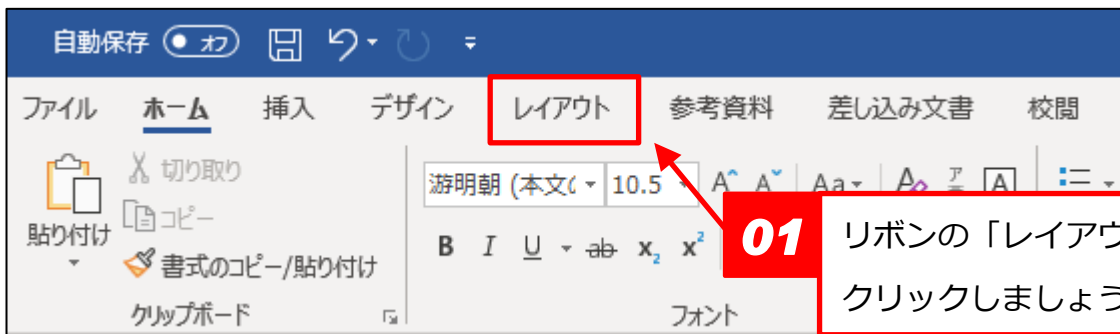 自動保存 オフ
ファイル ホーム 挿入 デザイン レイアウト 参考資料 差し込み文書 校閲
切り取り
コピー
貼り付け
書式のコピー/貼り付け
クリップボード
游明朝 (本文( 10.5 A A Aa A ア A
B I U ab x₂ x²
フォント
01
リボンの「レイアウ
クリックしましょう